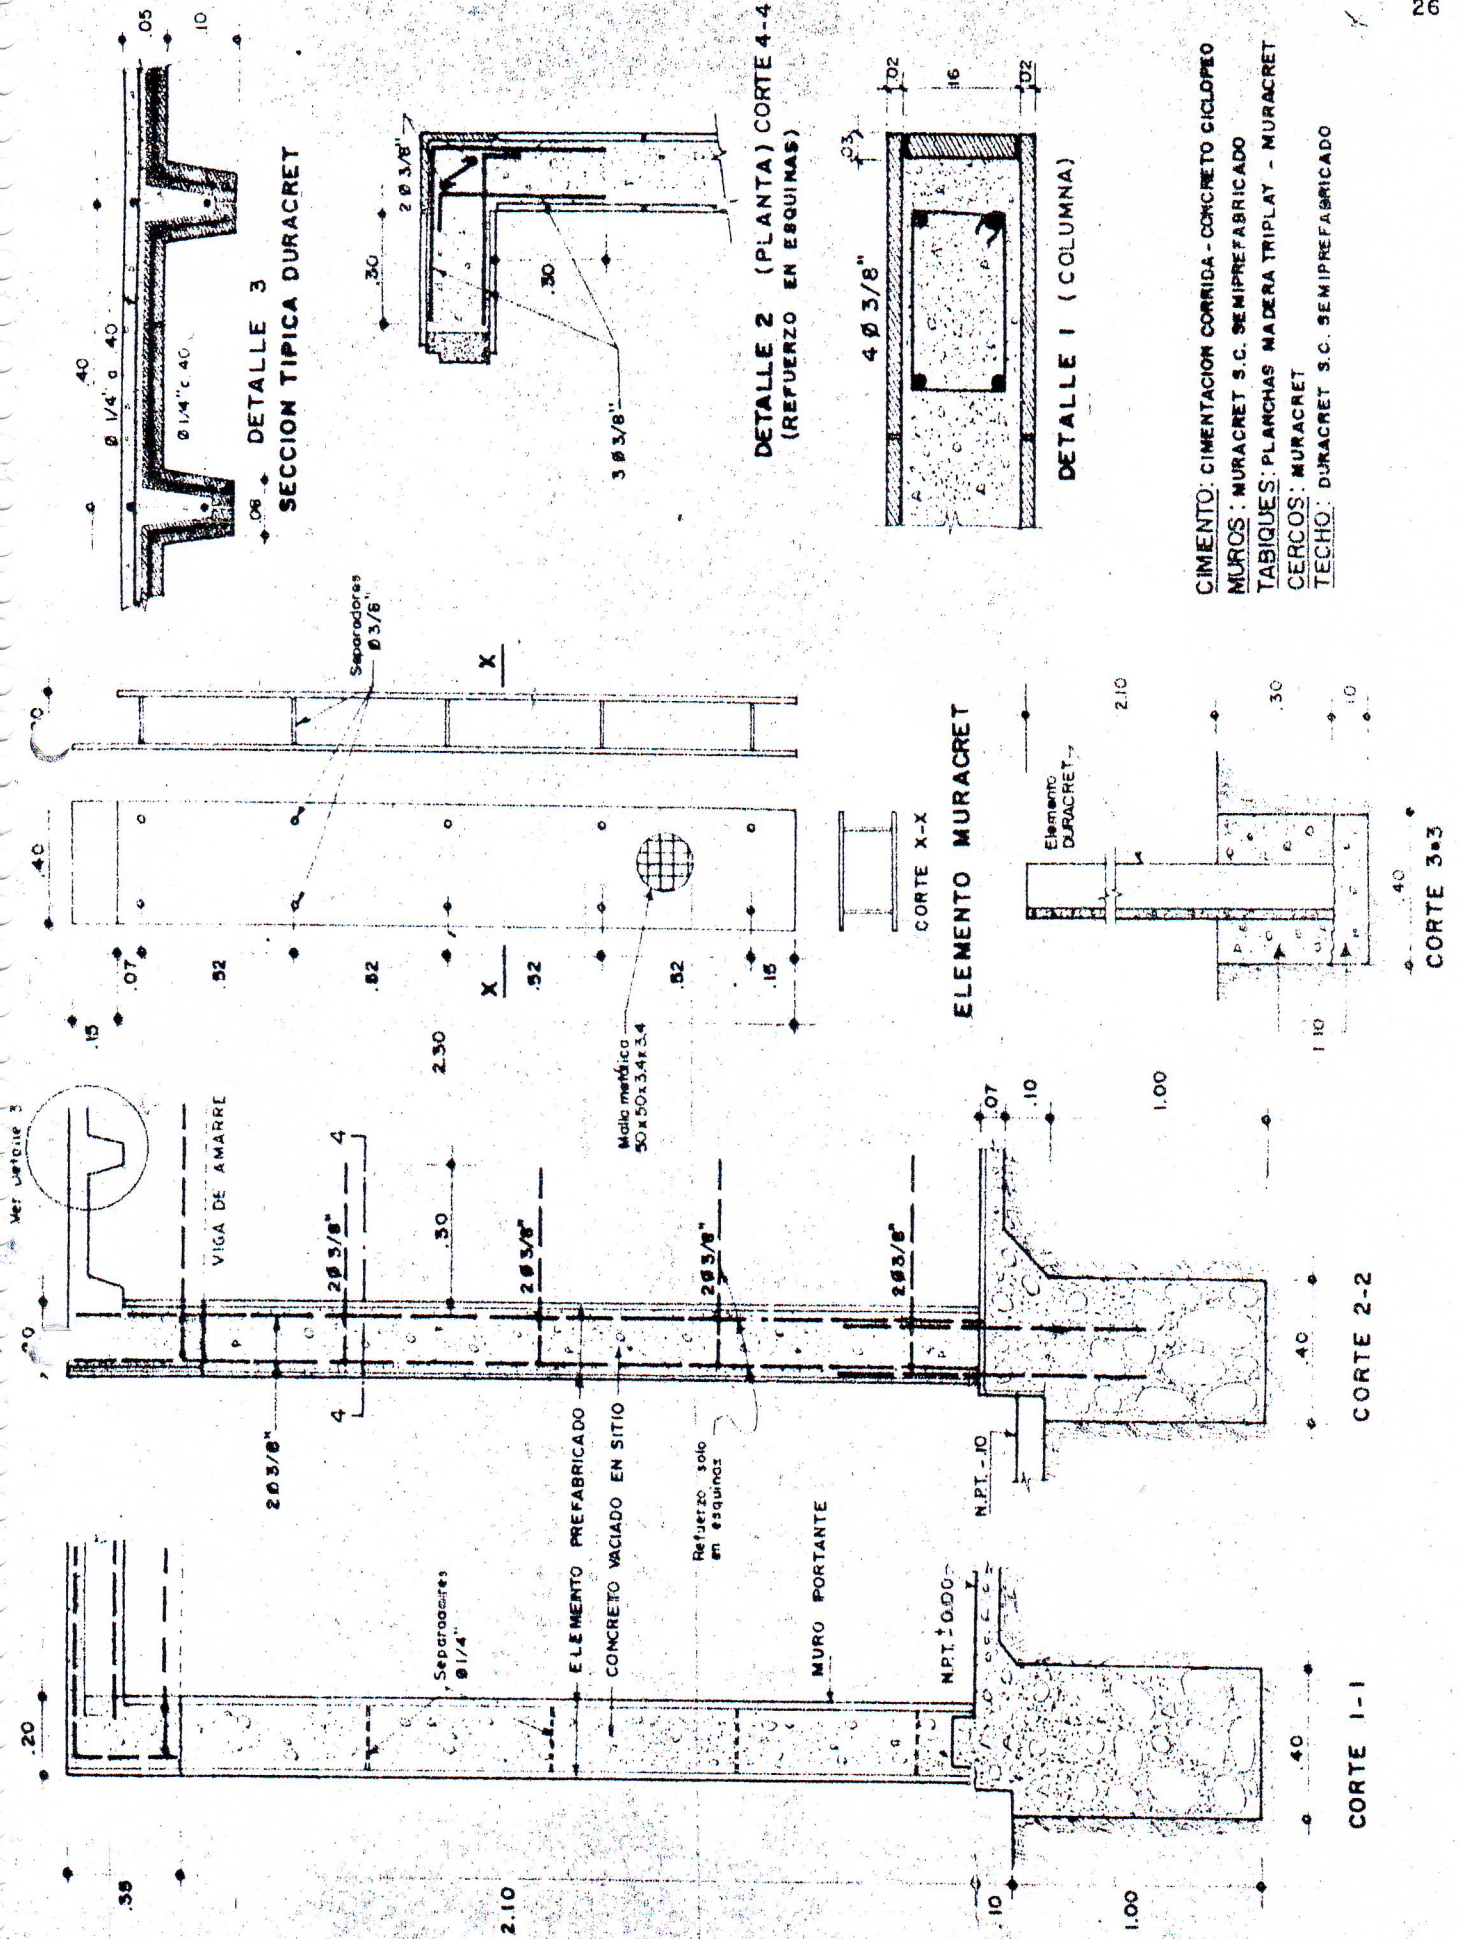 26
.05
.10
.40
Ø 1/4' a 40
Ø 1/4" c 40
.08
DETALLE 3
SECCION TIPICA DURACRET
2 Ø 3/8"
.30
.30
3 Ø 3/8"
DETALLE 2 (PLANTA) CORTE 4-4
(REFUERZO EN ESQUINAS)
4 Ø 3/8"
.03
.02
.16
.02
DETALLE 1 (COLUMNA)
CIMIENTO: CIMENTACION CORRIDA - CONCRETO CICLOPEO
MUROS: MURACRET S.C. SEMIPREFABRICADO
TABIQUES: PLANCHAS MADERA TRIPLAY - MURACRET
CERCOS: MURACRET
TECHO: DURACRET S.C. SEMIPREFABRICADO
Separadores
Ø 3/8"
.40
.15
.07
.52
.52
.52
.52
.15
2.30
X
X
Malla metálica
50 x 50 x 3.4 x 3.4
CORTE X-X
ELEMENTO MURACRET
Elemento
DURACRET
2.10
.30
.10
1:10
.40
CORTE 3-3
Ver Detalle 3
.20
VIGA DE AMARRE
2 Ø 3/8"
4
4
.30
2 Ø 3/8"
2 Ø 3/8"
2 Ø 3/8"
2 Ø 3/8"
Refuerzo solo
en esquinas
N.P.T. -.10
.07
.10
1.00
.40
CORTE 2-2
.20
.35
2.10
Separadores
Ø 1/4"
ELEMENTO PREFABRICADO
CONCRETO VACIADO EN SITIO
MURO PORTANTE
N.P.T. ± 0.00
.10
1.00
.40
CORTE 1-1